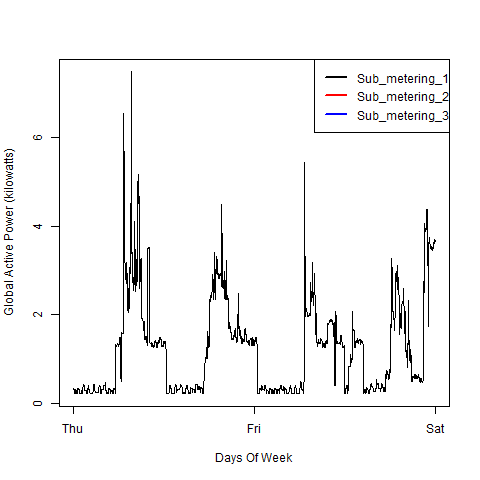 Sub_metering_1
Sub_metering_2
Sub_metering_3
Global Active Power (kilowatts)
6
4
2
0
Thu Fri Sat
Days Of Week